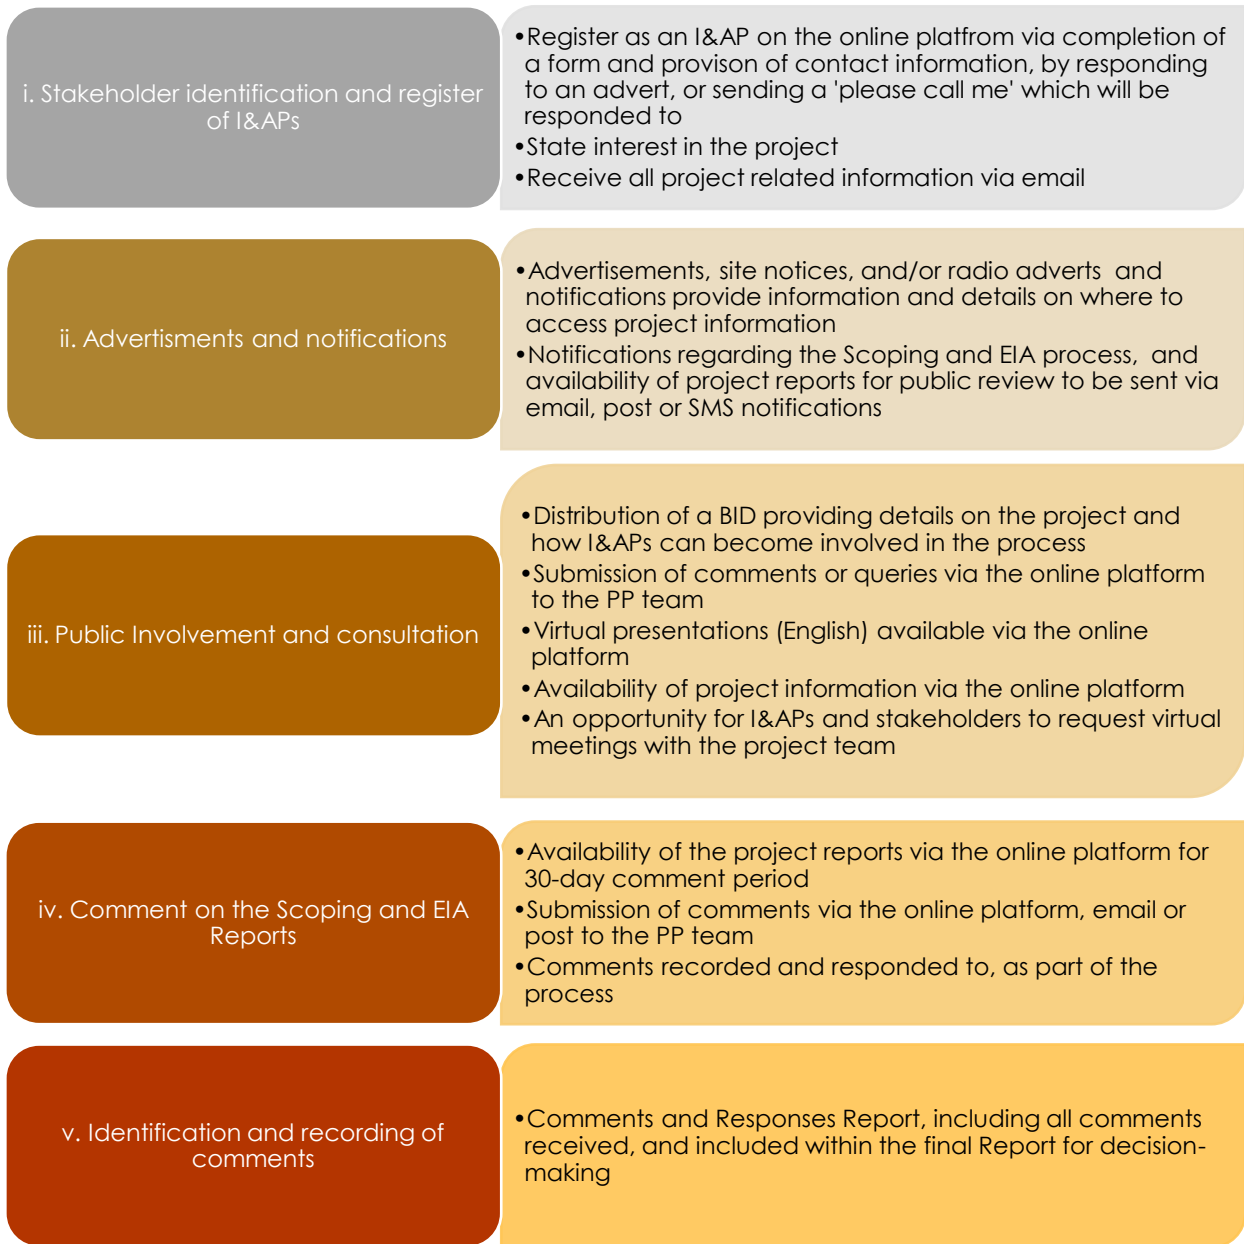 i. Stakeholder identification and register
of I&APs
•Register as an I&AP on the online platfrom via completion of
a form and provison of contact information, by responding
to an advert, or sending a 'please call me' which will be
responded to
•State interest in the project
•Receive all project related information via email
ii. Advertisments and notifications
•Advertisements, site notices, and/or radio adverts and
notifications provide information and details on where to
access project information
•Notifications regarding the Scoping and EIA process, and
availability of project reports for public review to be sent via
email, post or SMS notifications
iii. Public Involvement and consultation
•Distribution of a BID providing details on the project and
how I&APs can become involved in the process
•Submission of comments or queries via the online platform
to the PP team
•Virtual presentations (English) available via the online
platform
•Availability of project information via the online platform
•An opportunity for I&APs and stakeholders to request virtual
meetings with the project team
iv. Comment on the Scoping and EIA
Reports
•Availability of the project reports via the online platform for
30-day comment period
•Submission of comments via the online platform, email or
post to the PP team
•Comments recorded and responded to, as part of the
process
v. Identification and recording of
comments
•Comments and Responses Report, including all comments
received, and included within the final Report for decision-
making